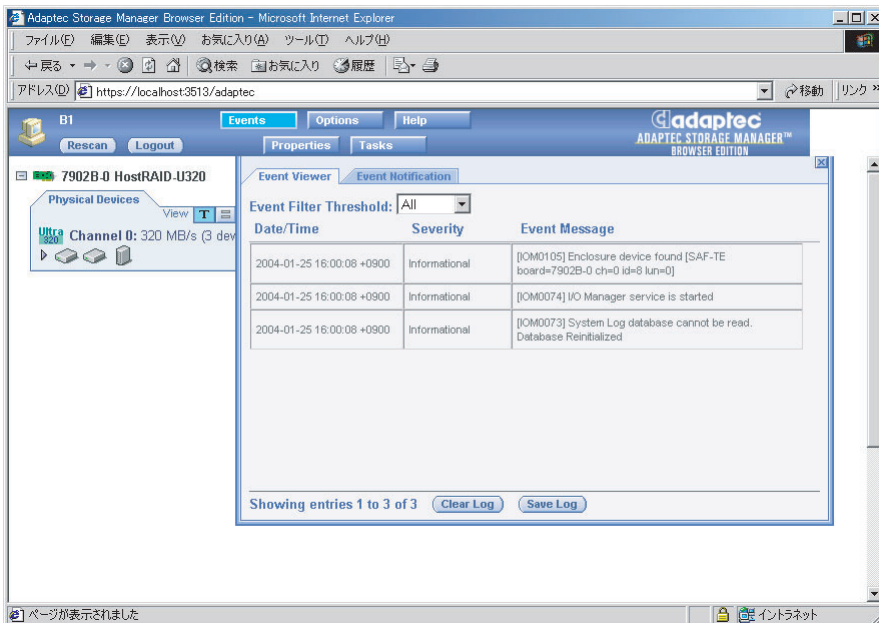 Adaptec Storage Manager Browser Edition - Microsoft Internet Explorer
ファイル(F) 編集(E) 表示(V) お気に入り(A) ツール(T) ヘルプ(H)
戻る 検索 お気に入り 履歴
アドレス(D) https://localhost:3513/adaptec 移動 リンク »
B1
Rescan Logout
Events Options Help
Properties Tasks
adaptec
ADAPTEC STORAGE MANAGER™
BROWSER EDITION
7902B-0 HostRAID-U320
Physical Devices
View T
Ultra 320 Channel 0: 320 MB/s (3 dev
Event Viewer Event Notification
Event Filter Threshold: All
Date/Time Severity Event Message
2004-01-25 16:00:08 +0900 Informational [IOM0105] Enclosure device found [SAF-TE
board=7902B-0 ch=0 id=8 lun=0]
2004-01-25 16:00:08 +0900 Informational [IOM0074] I/O Manager service is started
2004-01-25 16:00:08 +0900 Informational [IOM0073] System Log database cannot be read.
Database Reinitialized
Showing entries 1 to 3 of 3 Clear Log Save Log
ページが表示されました イントラネット